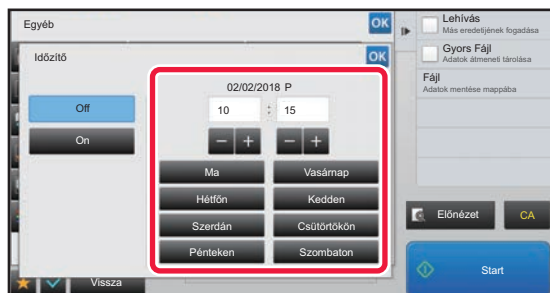 Egyéb
OK
Időzítő
OK
02/02/2018 P
10 : 15
Off
On
Ma
Vasárnap
Hétfőn
Kedden
Szerdán
Csütörtökön
Pénteken
Szombaton
Vissza
Lehívás
Más eredetijének fogadása
Gyors Fájl
Adatok átmeneti tárolása
Fájl
Adatok mentése mappába
Előnézet
CA
Start